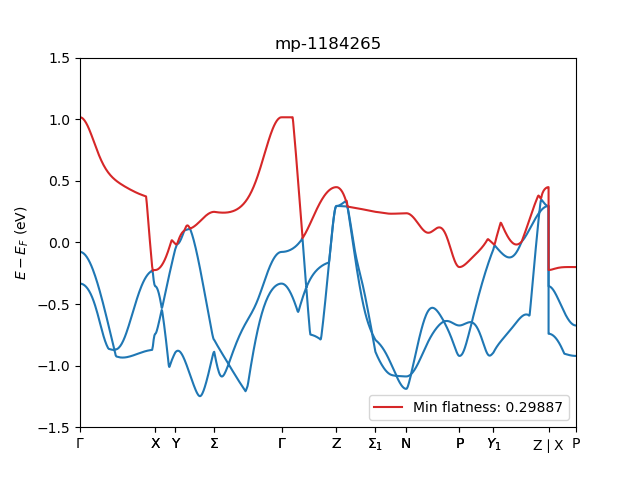 mp-1184265
E − E_F (eV)
1.5
1.0
0.5
0.0
−0.5
−1.0
−1.5
Min flatness: 0.29887
Γ X Y Σ Γ Z Σ₁ N P Y₁ Z | X P